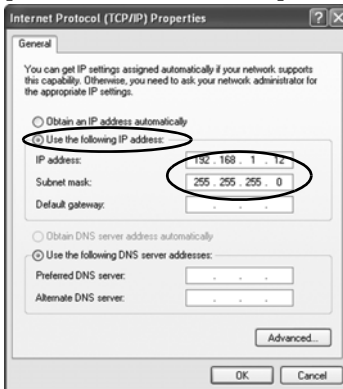 Internet Protocol (TCP/IP) Properties
General
You can get IP settings assigned automatically if your network supports
this capability. Otherwise, you need to ask your network administrator for
the appropriate IP settings.
Obtain an IP address automatically
Use the following IP address:
IP address: 192 . 168 . 1 . 12
Subnet mask: 255 . 255 . 255 . 0
Default gateway: . . .
Obtain DNS server address automatically
Use the following DNS server addresses:
Preferred DNS server: . . .
Alternate DNS server: . . .
Advanced...
OK Cancel